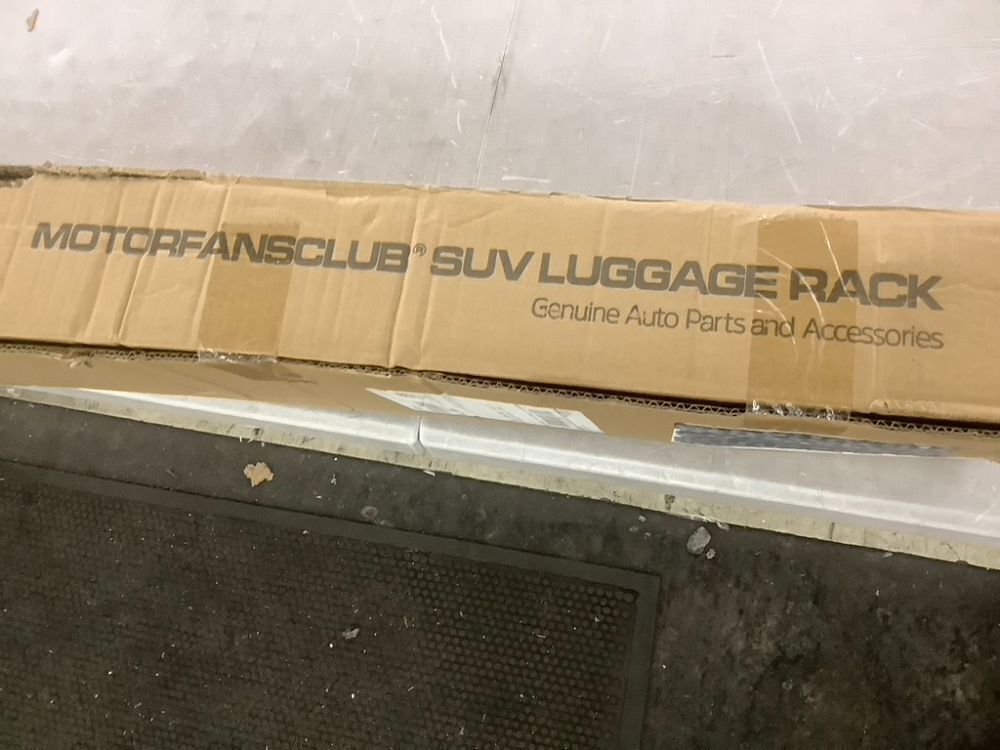 MOTORFANSCLUB® SUV LUGGAGE RACK
Genuine Auto Parts and Accessories